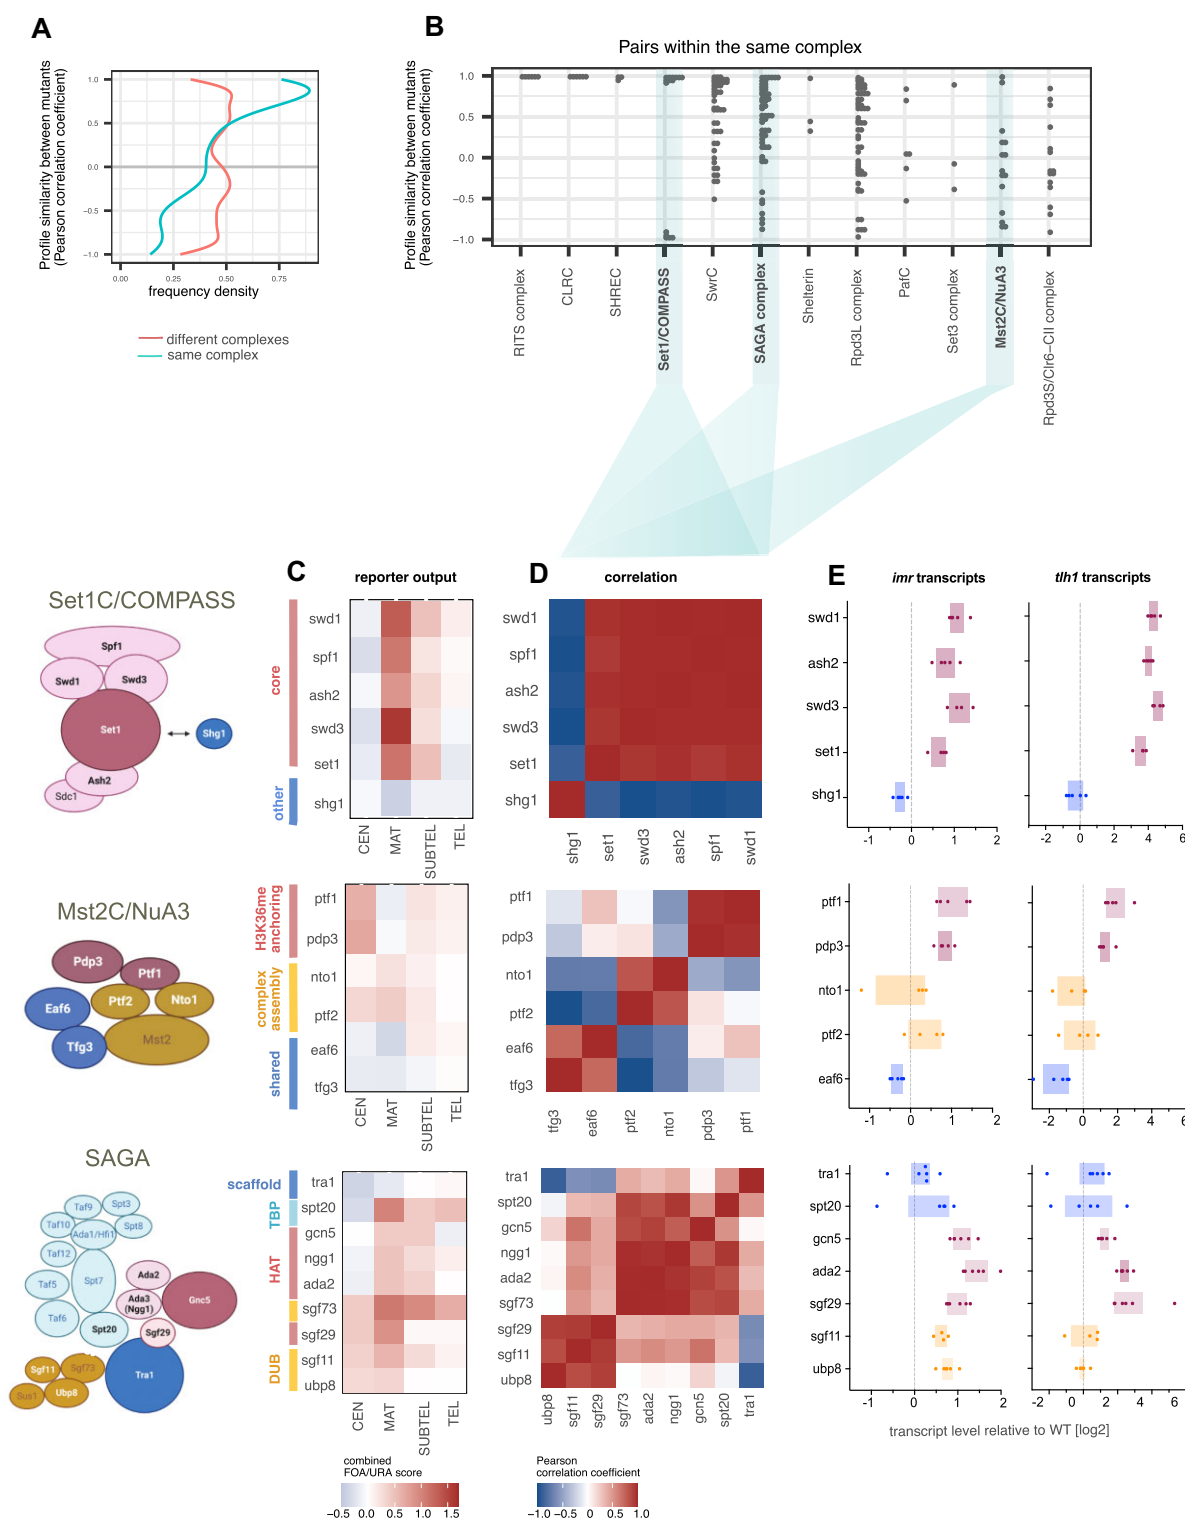 A
Profile similarity between mutants
(Pearson correlation coefficient)
1.0
0.5
0.0
−0.5
−1.0
0.00
0.25
0.50
0.75
frequency density
different complexes
same complex
B
Pairs within the same complex
Profile similarity between mutants
(Pearson correlation coefficient)
1.0
0.5
0.0
−0.5
−1.0
RITS complex
CLRC
SHREC
Set1/COMPASS
SwrC
SAGA complex
Shelterin
Rpd3L complex
PafC
Set3 complex
Mst2C/NuA3
Rpd3S/Clr6−CII complex
Set1C/COMPASS
Spf1
Swd1
Swd3
Set1
Shg1
Ash2
Sdc1
Mst2C/NuA3
Pdp3
Ptf1
Eaf6
Ptf2
Nto1
Tfg3
Mst2
SAGA
Taf9
Spt3
Taf10
Ada1/Hfi1
Spt8
Taf12
Taf5
Spt7
Ada2
Gnc5
Ada3
(Ngg1)
Taf6
Spt20
Sgf29
Sgf11
Sgf73
Tra1
Sus1
Ubp8
C
reporter output
core
other
swd1
spf1
ash2
swd3
set1
shg1
CEN
MAT
SUBTEL
TEL
H3K36me
anchoring
complex
assembly
shared
ptf1
pdp3
nto1
ptf2
eaf6
tfg3
CEN
MAT
SUBTEL
TEL
scaffold
TBP
HAT
DUB
tra1
spt20
gcn5
ngg1
ada2
sgf73
sgf29
sgf11
ubp8
CEN
MAT
SUBTEL
TEL
combined
FOA/URA score
−0.5
0.0
0.5
1.0
1.5
D
correlation
swd1
spf1
ash2
swd3
set1
shg1
shg1
set1
swd3
ash2
spf1
swd1
ptf1
pdp3
nto1
ptf2
eaf6
tfg3
tfg3
eaf6
ptf2
nto1
pdp3
ptf1
tra1
spt20
gcn5
ngg1
ada2
sgf73
sgf29
sgf11
ubp8
ubp8
sgf11
sgf29
sgf73
ada2
ngg1
gcn5
spt20
tra1
Pearson
correlation coefficient
−1.0
−0.5
0
0.5
1.0
E
imr transcripts
tlh1 transcripts
swd1
ash2
swd3
set1
shg1
-1
0
1
2
-2
0
2
4
6
ptf1
pdp3
nto1
ptf2
eaf6
-1
0
1
2
-2
0
2
4
6
tra1
spt20
gcn5
ada2
sgf29
sgf11
ubp8
-1
0
1
2
-2
0
2
4
6
transcript level relative to WT [log2]